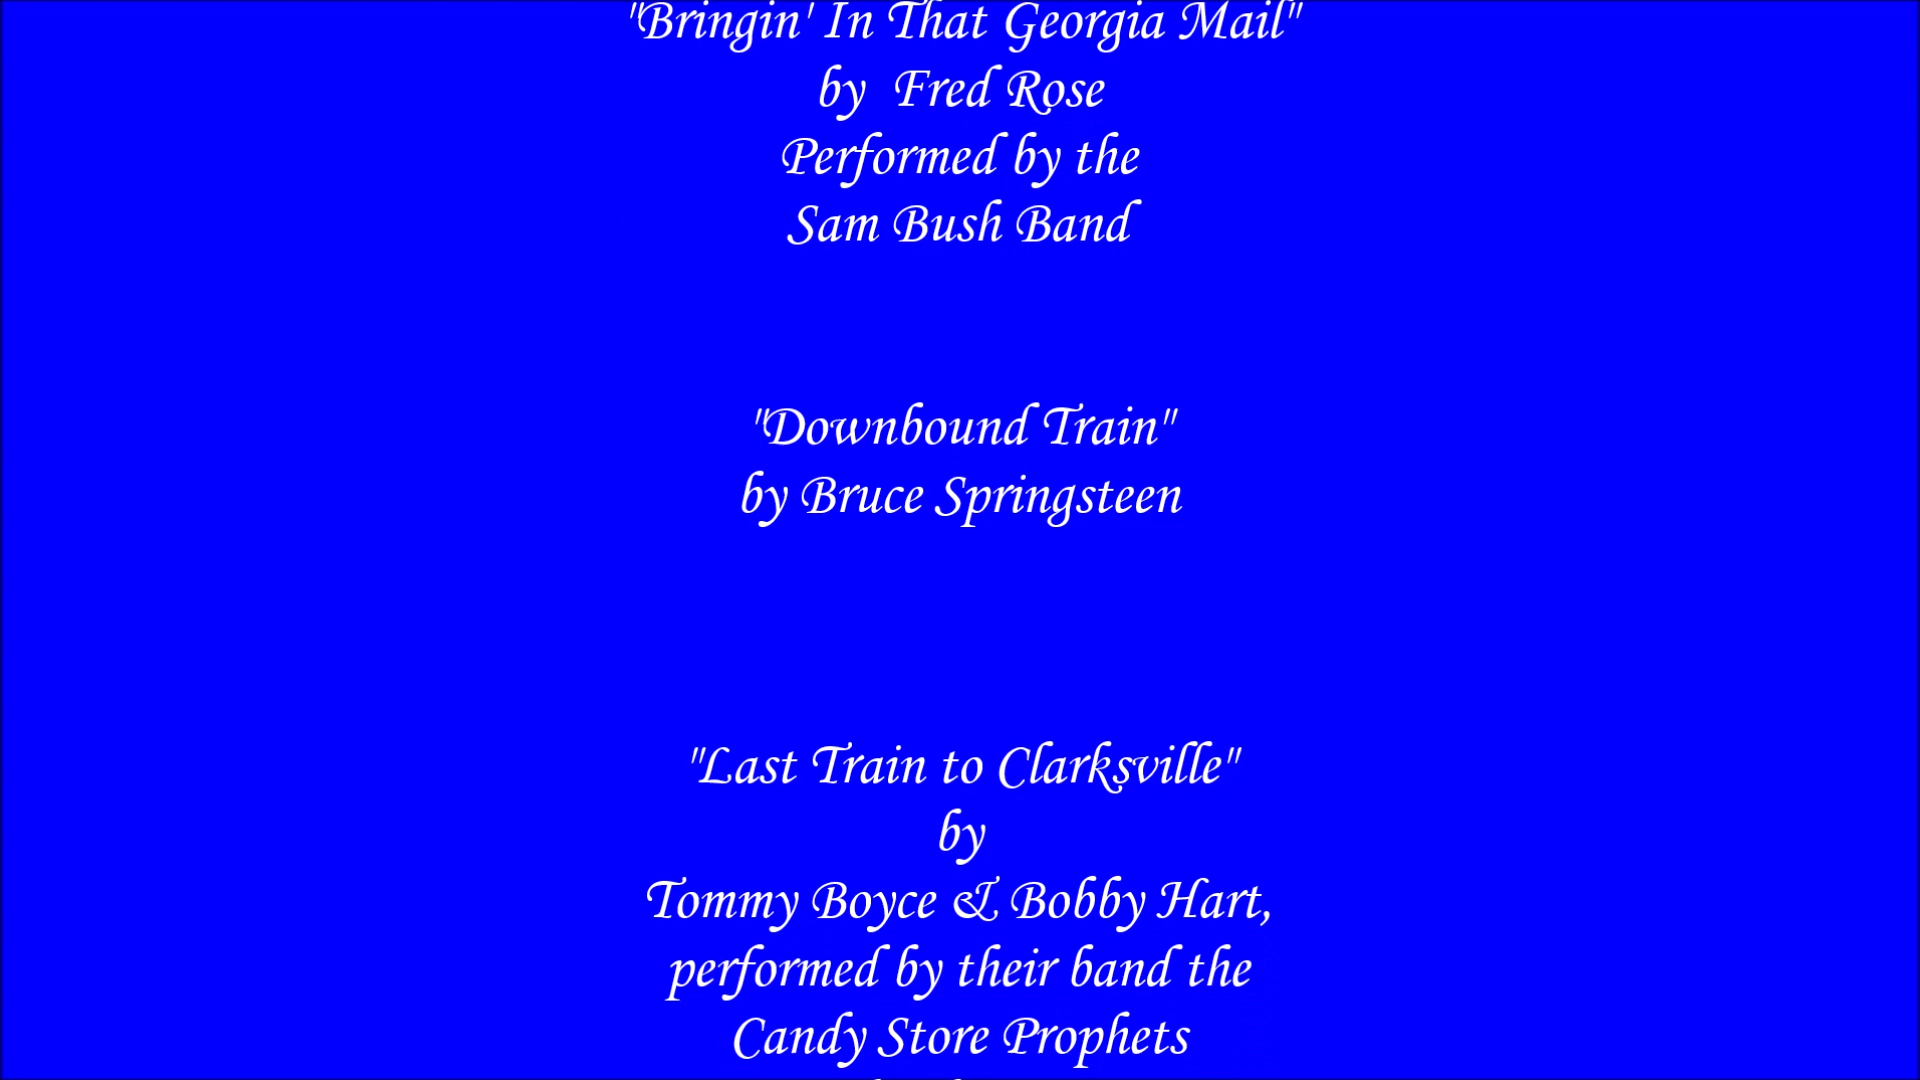 "Bringin' In That Georgia Mail"
by  Fred Rose
Performed by the
Sam Bush Band
"Downbound Train"
by Bruce Springsteen
"Last Train to Clarksville"
by
Tommy Boyce & Bobby Hart,
performed by their band the
Candy Store Prophets